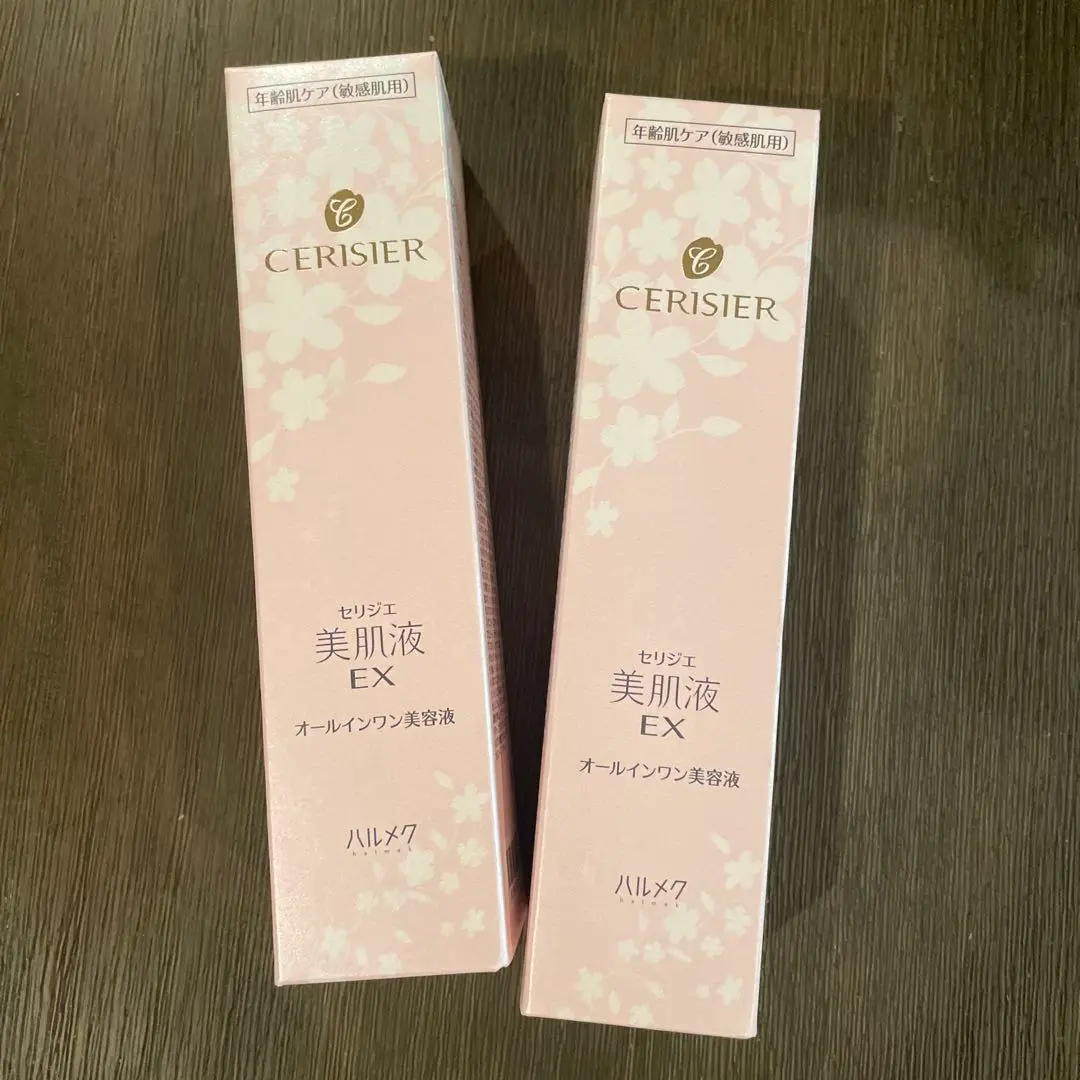 年齢肌ケア(敏感肌用)
CERISIER
セリジエ
美肌液
EX
オールインワン美容液
ハルメク
halmek
年齢肌ケア(敏感肌用)
CERISIER
セリジエ
美肌液
EX
オールインワン美容液
ハルメク
halmek